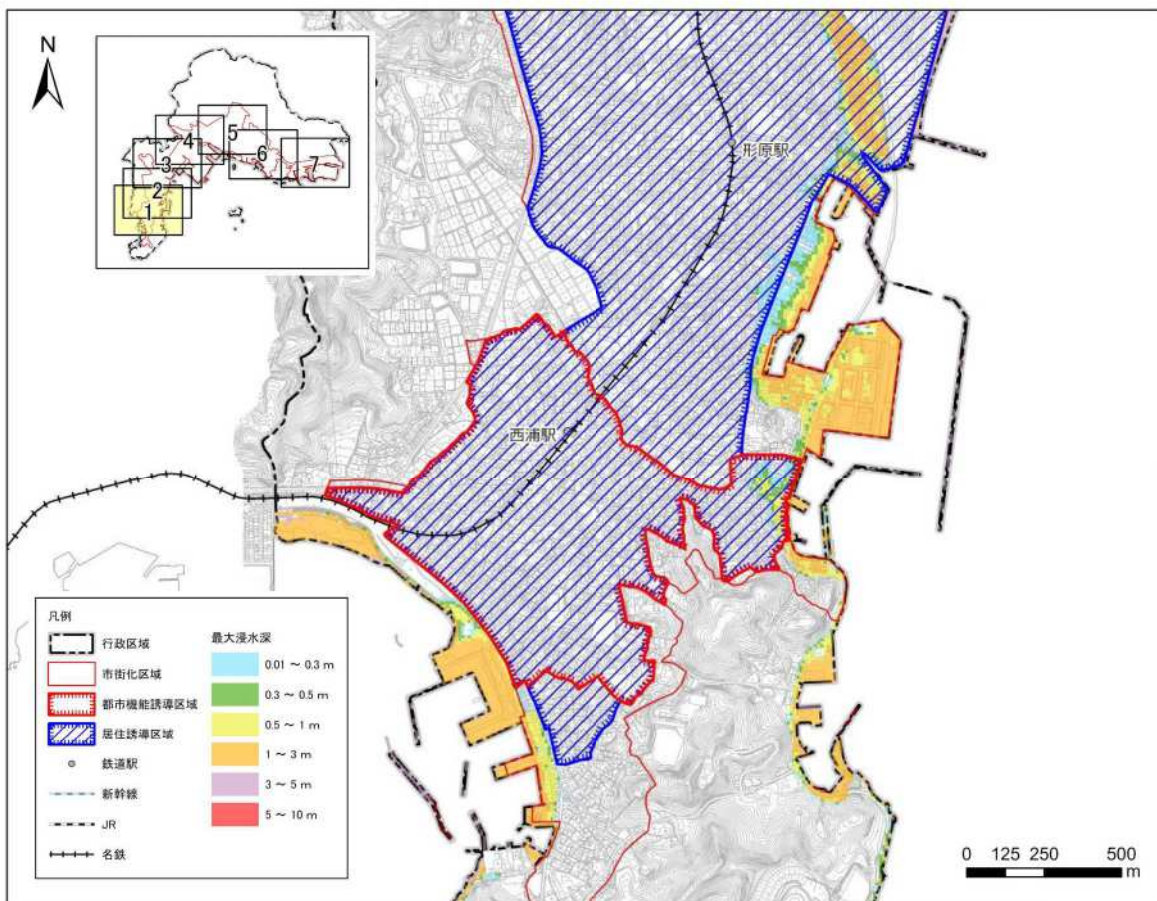 N
5
4
6
7
3
2
1
形原駅
西浦駅
凡例
行政区域
市街化区域
都市機能誘導区域
居住誘導区域
鉄道駅
新幹線
JR
名鉄
最大浸水深
0.01 ～ 0.3 m
0.3 ～ 0.5 m
0.5 ～ 1 m
1 ～ 3 m
3 ～ 5 m
5 ～ 10 m
0 125 250 500
m